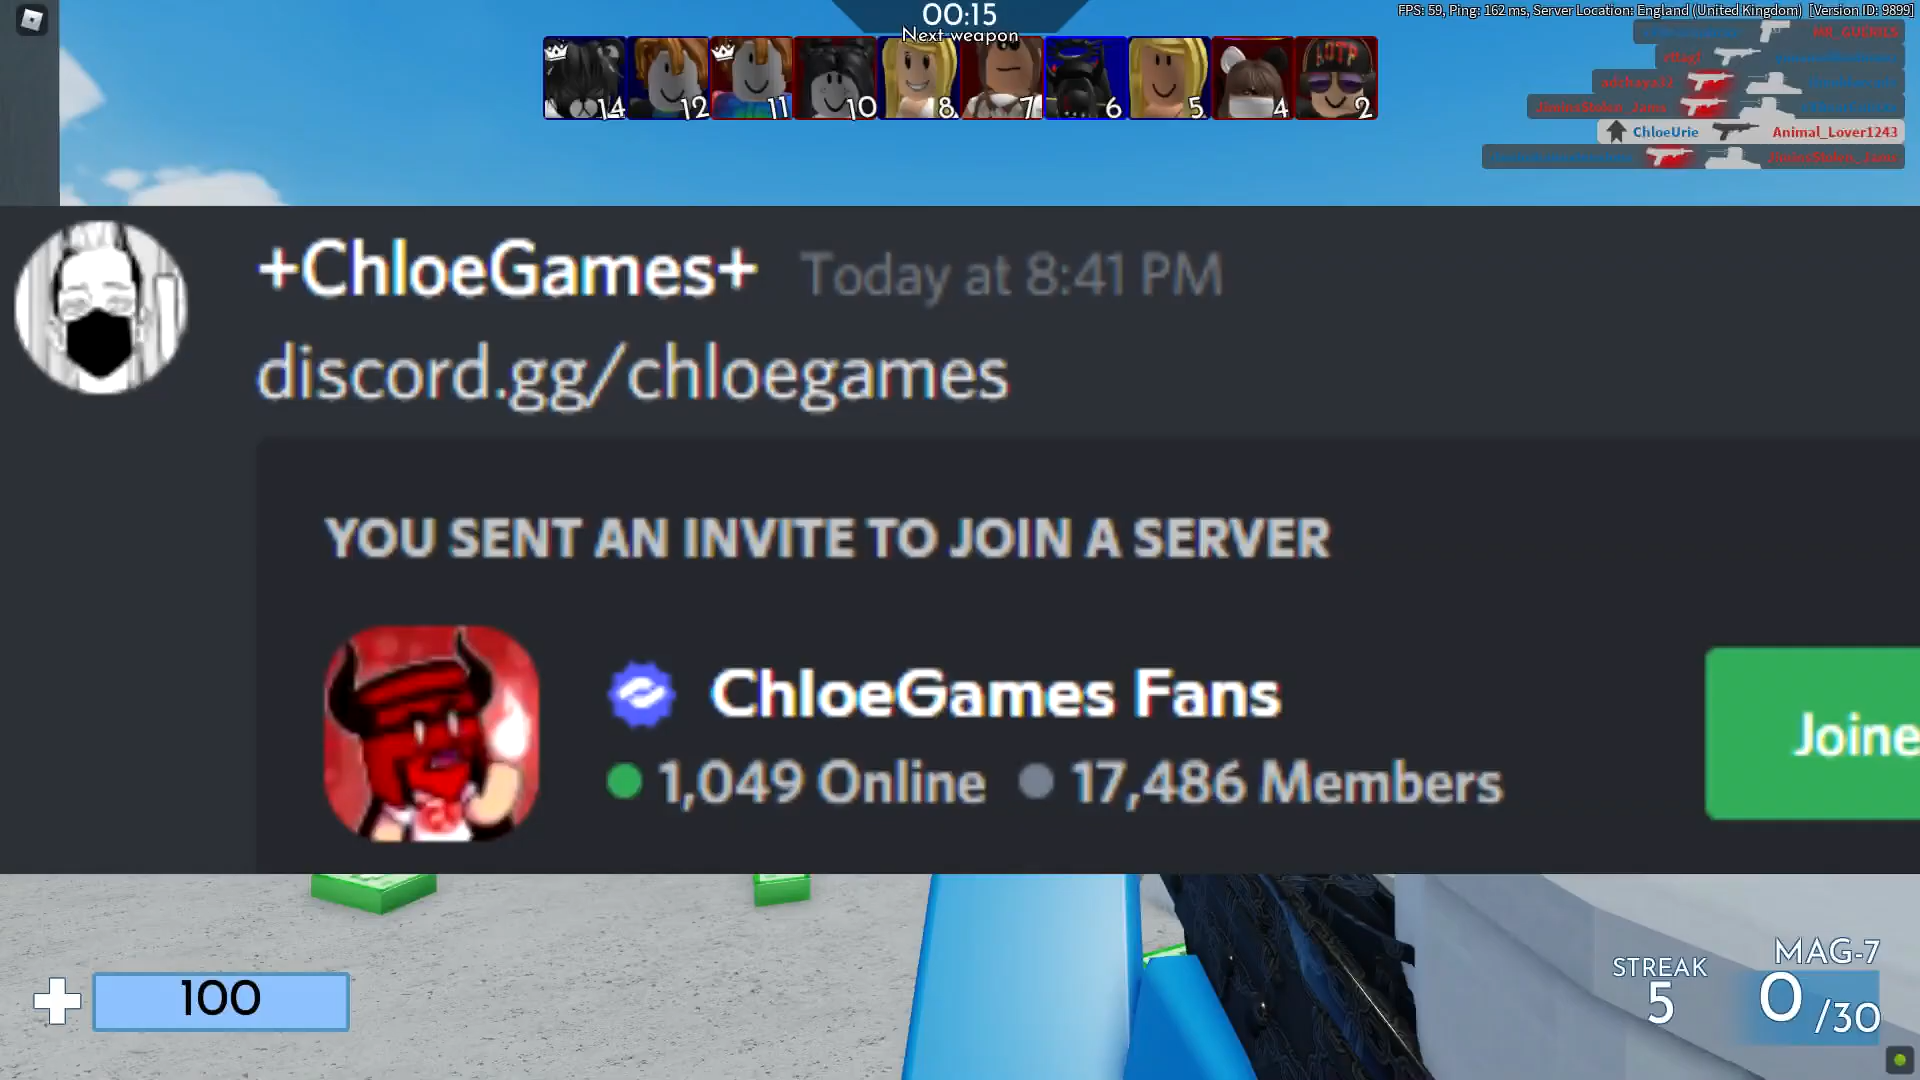 00:15
Next weapon
FPS: 59, Ping: 162 ms, Server Location: England (United Kingdom) [Version ID: 9899]
14 12 11 10 8 7 6 5 4 2
ChloeUrie Animal_Lover1243
+ChloeGames+ Today at 8:41 PM
discord.gg/chloegames
YOU SENT AN INVITE TO JOIN A SERVER
ChloeGames Fans
1,049 Online 17,486 Members
Joine
100
STREAK
5
MAG-7
0/30